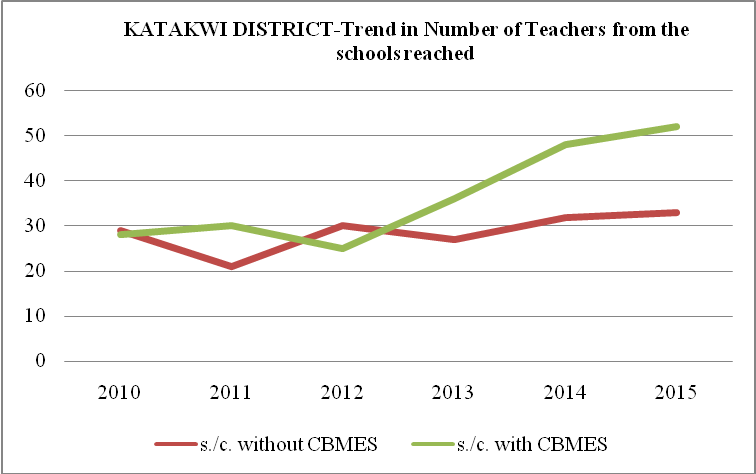 KATAKWI DISTRICT-Trend in Number of Teachers from the
schools reached
60
50
40
30
20
10
0
2010 2011 2012 2013 2014 2015
s./c. without CBMES s./c. with CBMES